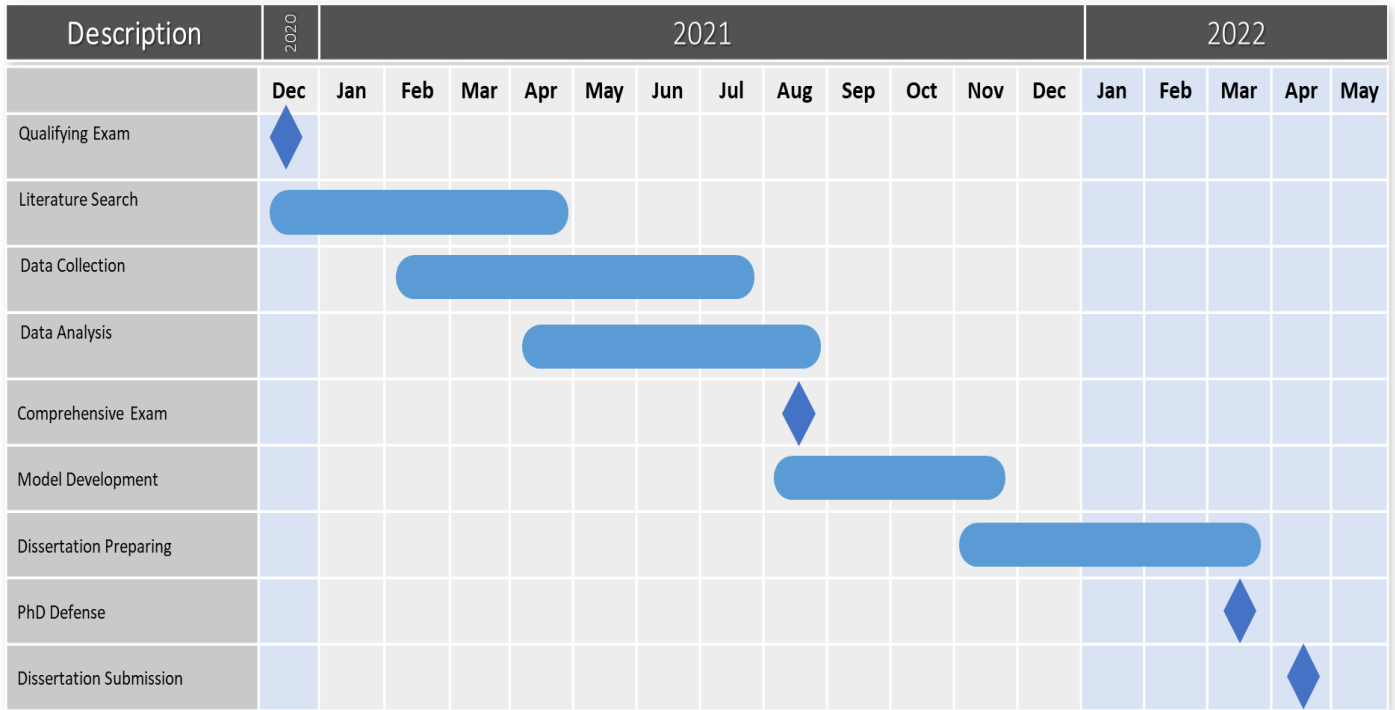 Description 2020 2021 2022
Dec Jan Feb Mar Apr May Jun Jul Aug Sep Oct Nov Dec Jan Feb Mar Apr May
Qualifying Exam
Literature Search
Data Collection
Data Analysis
Comprehensive Exam
Model Development
Dissertation Preparing
PhD Defense
Dissertation Submission